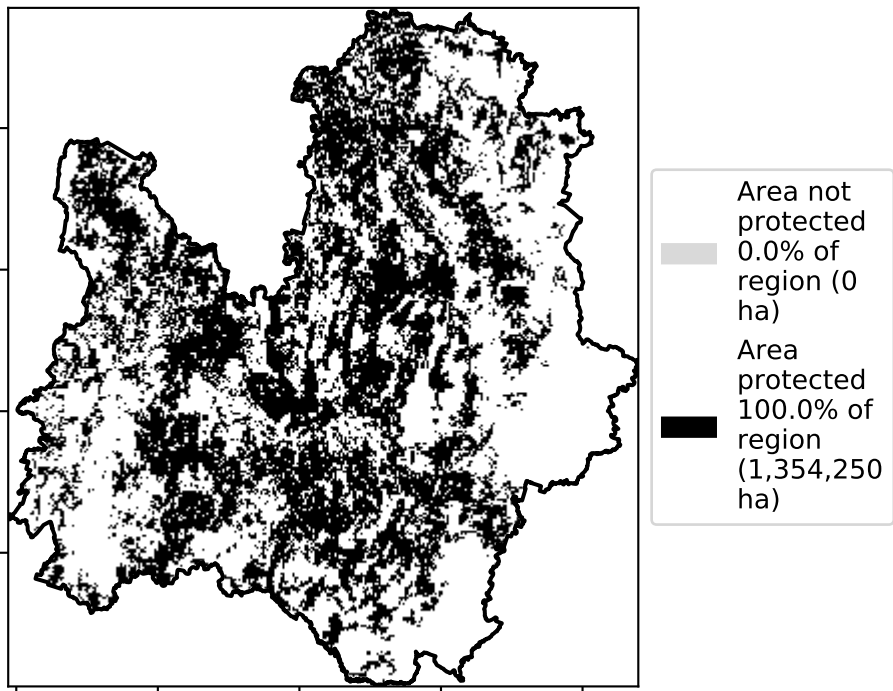 Area not
protected
0.0% of
region (0
ha)
Area
protected
100.0% of
region
(1,354,250
ha)